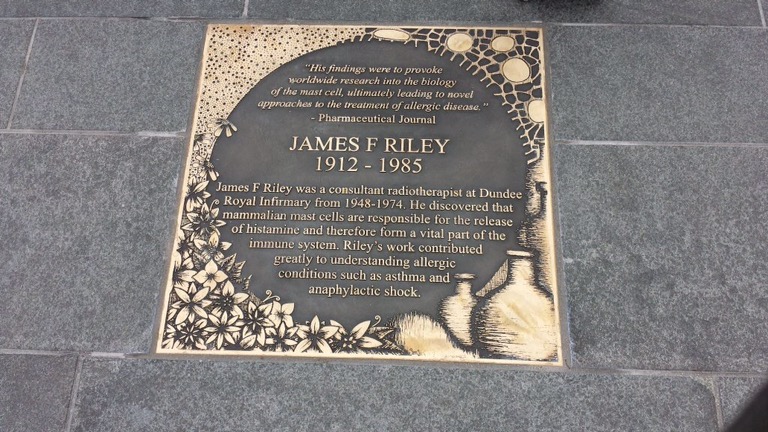 “His findings were to provoke
worldwide research into the biology
of the mast cell, ultimately leading to novel
approaches to the treatment of allergic disease.“
- Pharmaceutical Journal
JAMES F RILEY
1912 - 1985
James F Riley was a consultant radiotherapist at Dundee
Royal Infirmary from 1948-1974. He discovered that
mammalian mast cells are responsible for the release
of histamine and therefore form a vital part of the
immune system. Riley's work contributed
greatly to understanding allergic
conditions such as asthma and
anaphylactic shock.